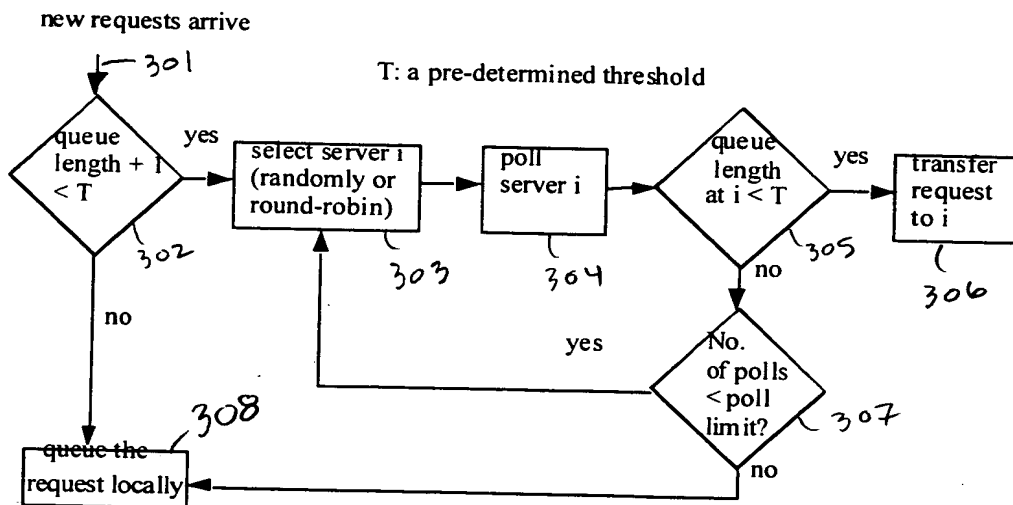 new requests arrive
301
T: a pre-determined threshold
queue
length + 1
< T
302
yes
no
select server i
(randomly or
round-robin)
303
poll
server i
304
queue
length
at i < T
305
yes
no
transfer
request
to i
306
No.
of polls
< poll
limit?
307
yes
no
308
queue the
request locally